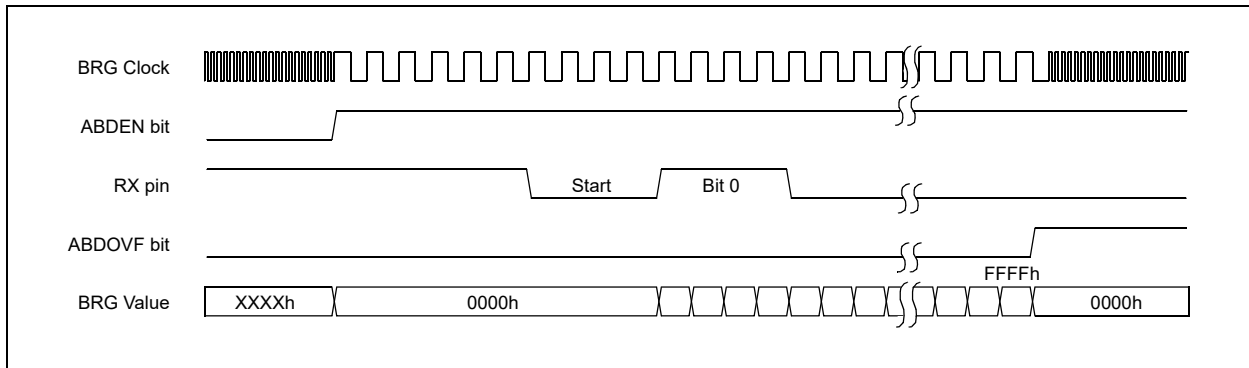 BRG Clock
ABDEN bit
RX pin
Start
Bit 0
ABDOVF bit
FFFFh
BRG Value
XXXXh
0000h
0000h